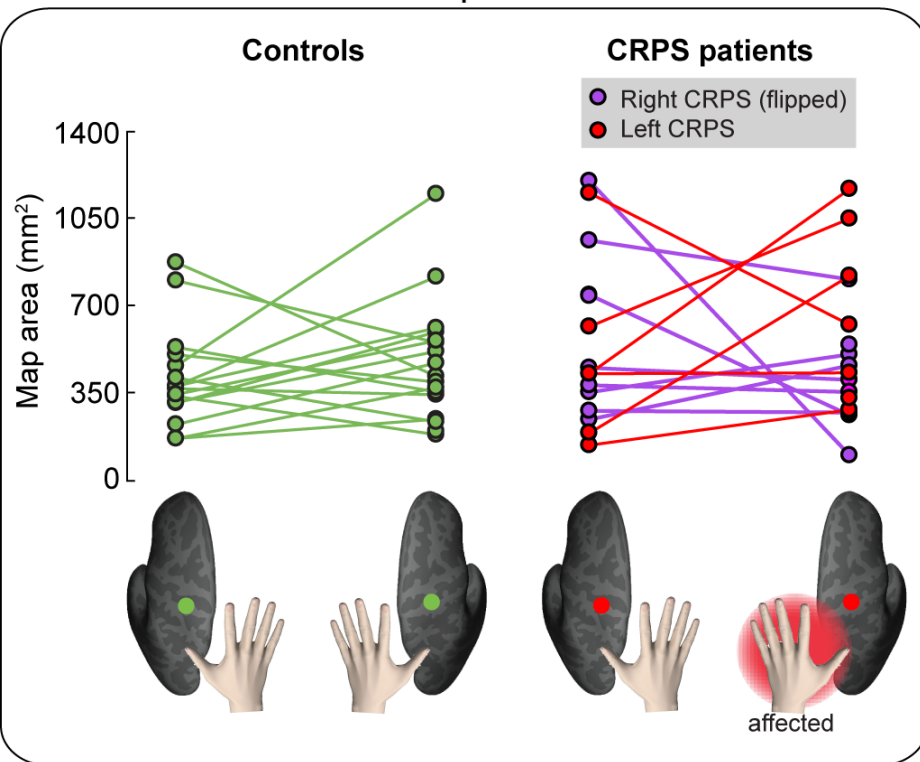 Controls
CRPS patients
Right CRPS (flipped)
Left CRPS
Map area (mm²)
1400
1050
700
350
0
affected